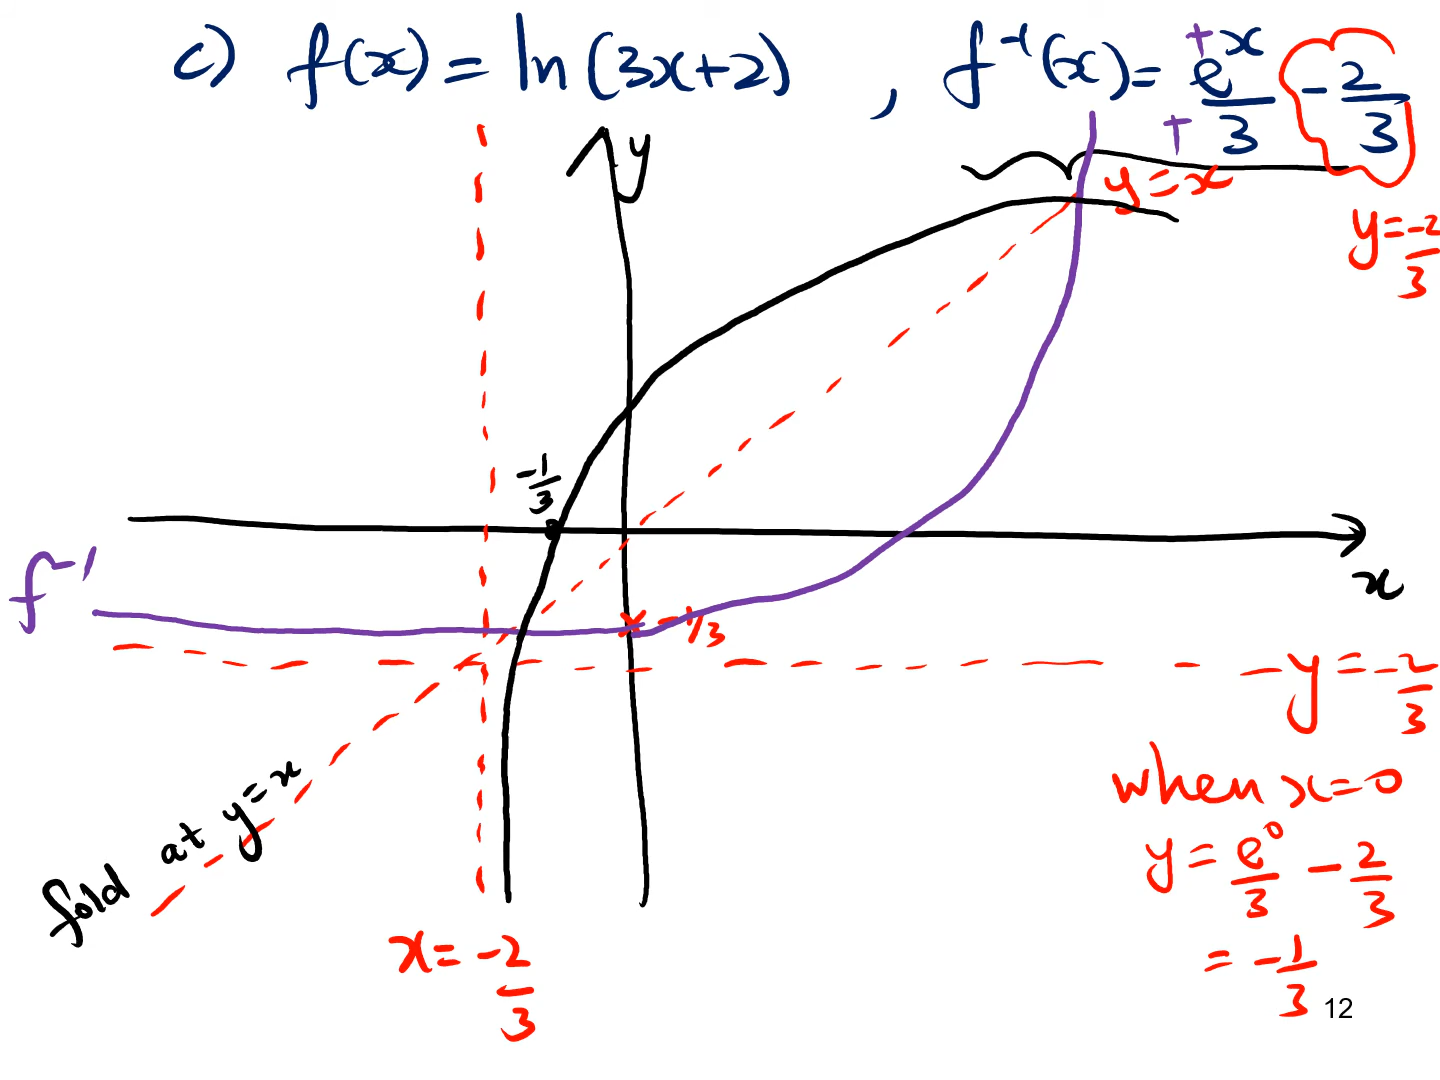 c) f(x) = ln(3x+2) , f⁻¹(x) = e^x/3 - 2/3
+
+
y
y = x
y = -2/3
-1/3
x
f⁻¹
x - 1/3
- y = -2/3
when x = 0
y = e⁰/3 - 2/3
= -1/3
fold at y = x
x = -2/3
12